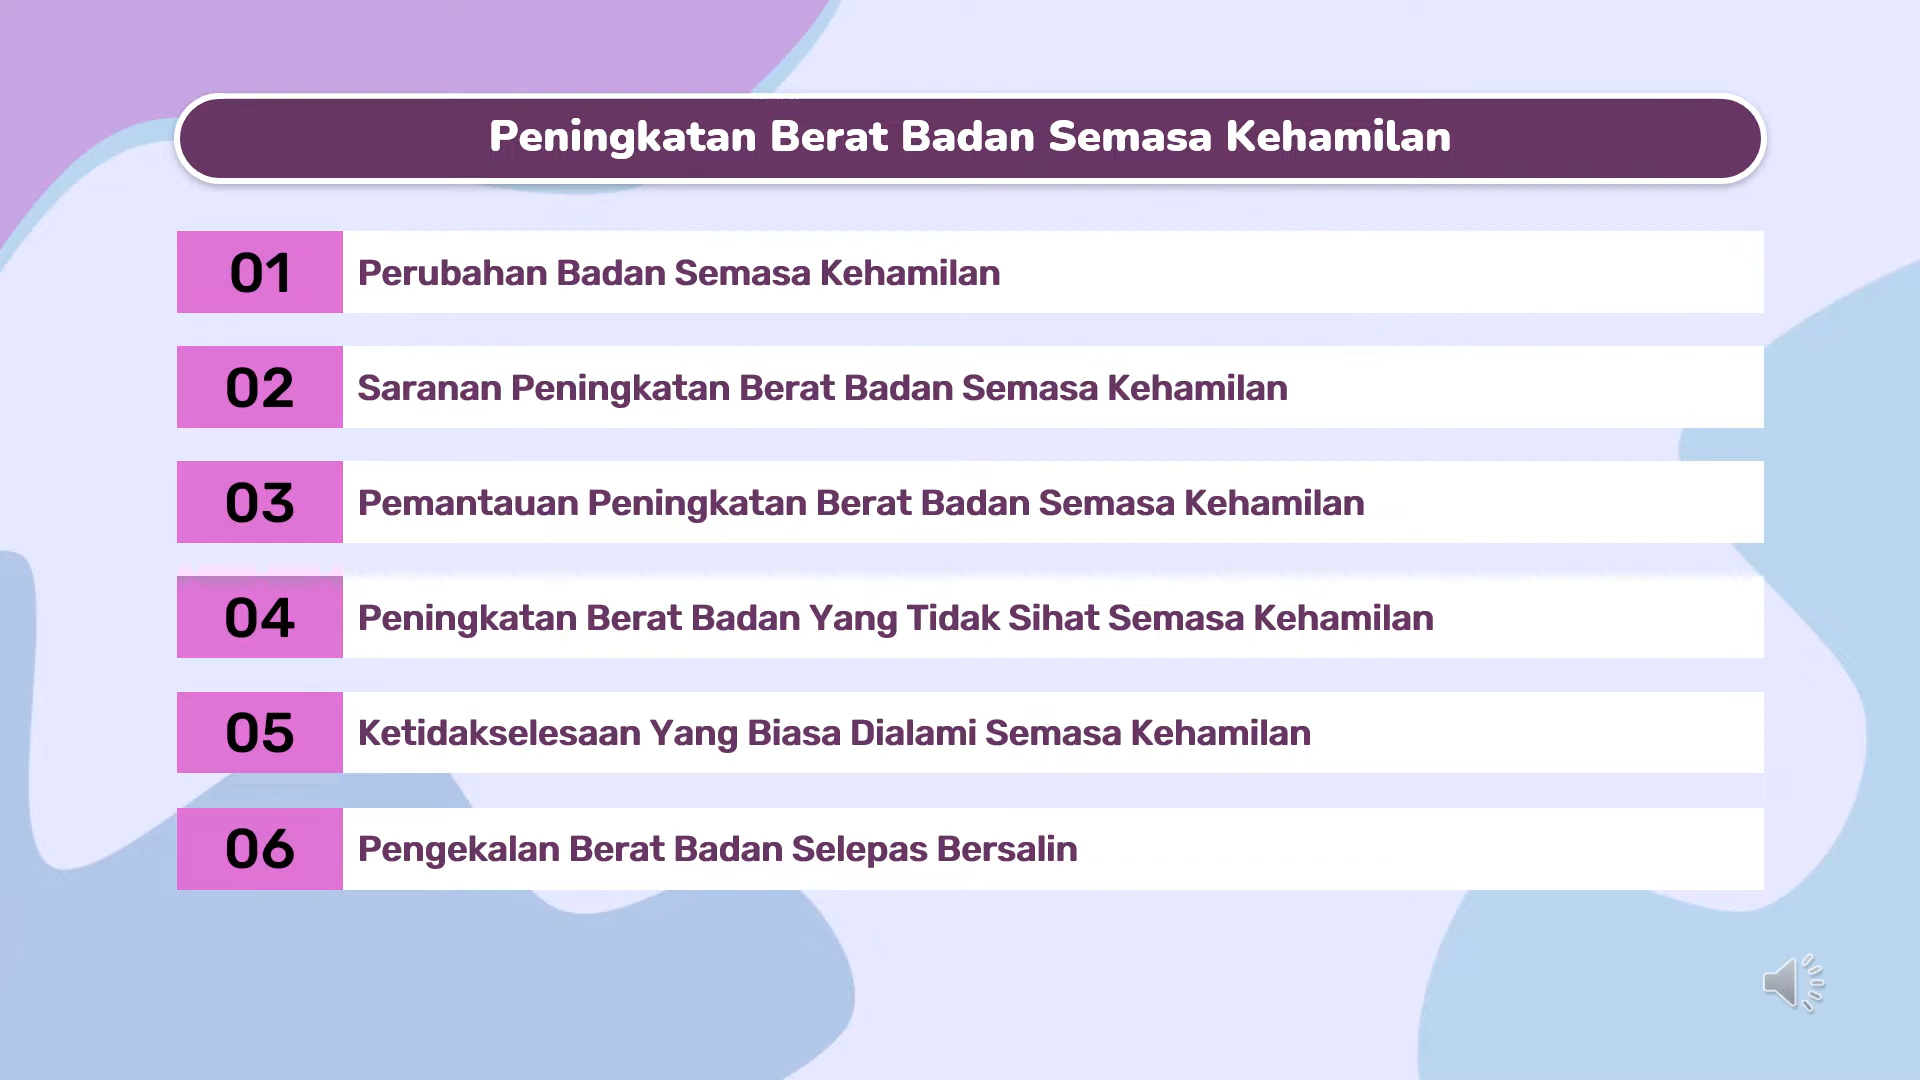 Peningkatan Berat Badan Semasa Kehamilan
01 Perubahan Badan Semasa Kehamilan
02 Saranan Peningkatan Berat Badan Semasa Kehamilan
03 Pemantauan Peningkatan Berat Badan Semasa Kehamilan
04 Peningkatan Berat Badan Yang Tidak Sihat Semasa Kehamilan
05 Ketidakselesaan Yang Biasa Dialami Semasa Kehamilan
06 Pengekalan Berat Badan Selepas Bersalin